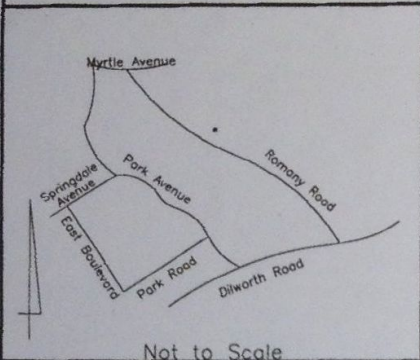 Myrtle Avenue
Romany Road
Park Avenue
Springdale
Avenue
East Boulevard
Park Road
Dilworth Road
Not to Scale